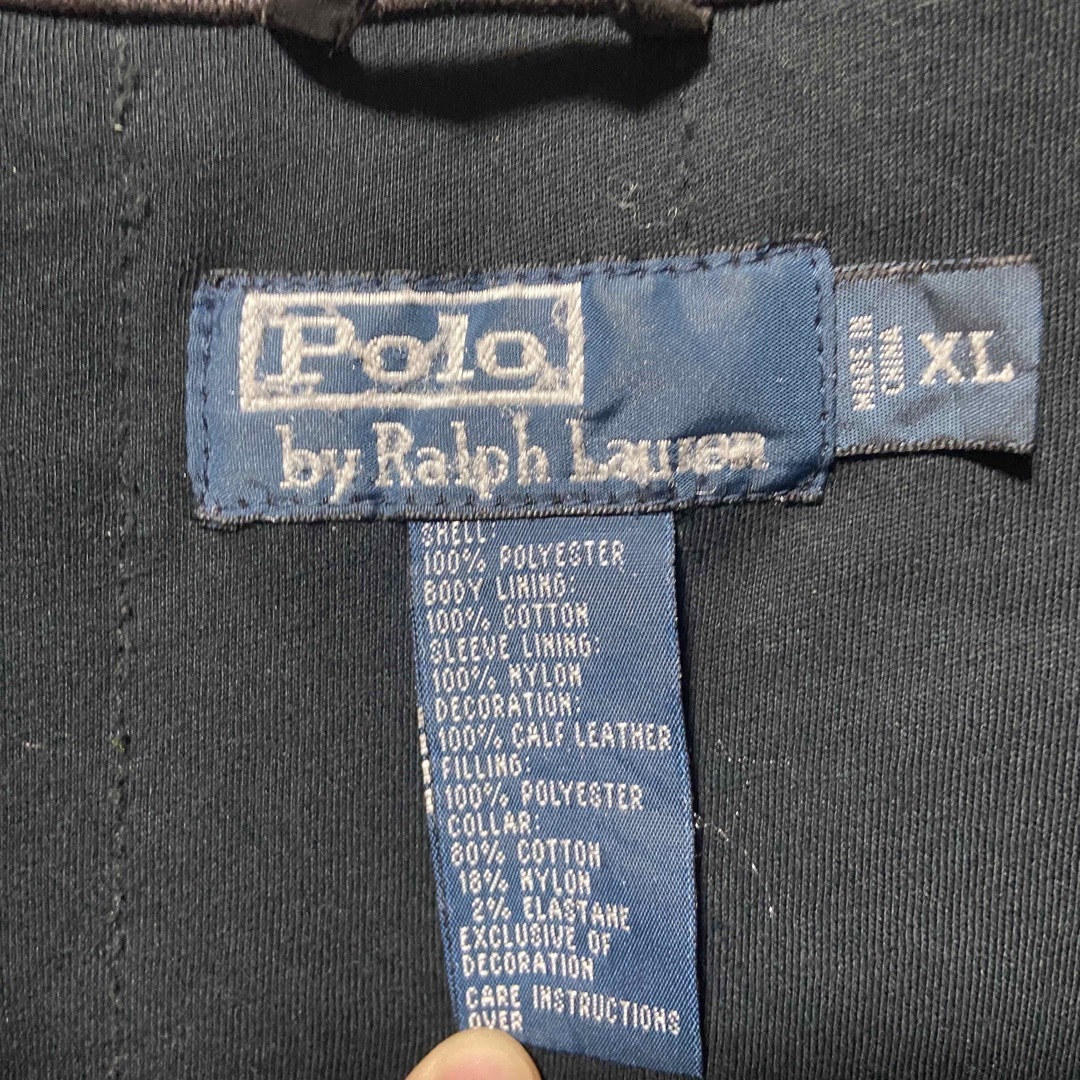 Polo
by Ralph Lauren
MADE IN
CHINA
XL
SHELL:
100% POLYESTER
BODY LINING:
100% COTTON
SLEEVE LINING:
100% NYLON
DECORATION:
100% CALF LEATHER
FILLING:
100% POLYESTER
COLLAR:
80% COTTON
18% NYLON
2% ELASTANE
EXCLUSIVE OF
DECORATION
CARE INSTRUCTIONS
OVER